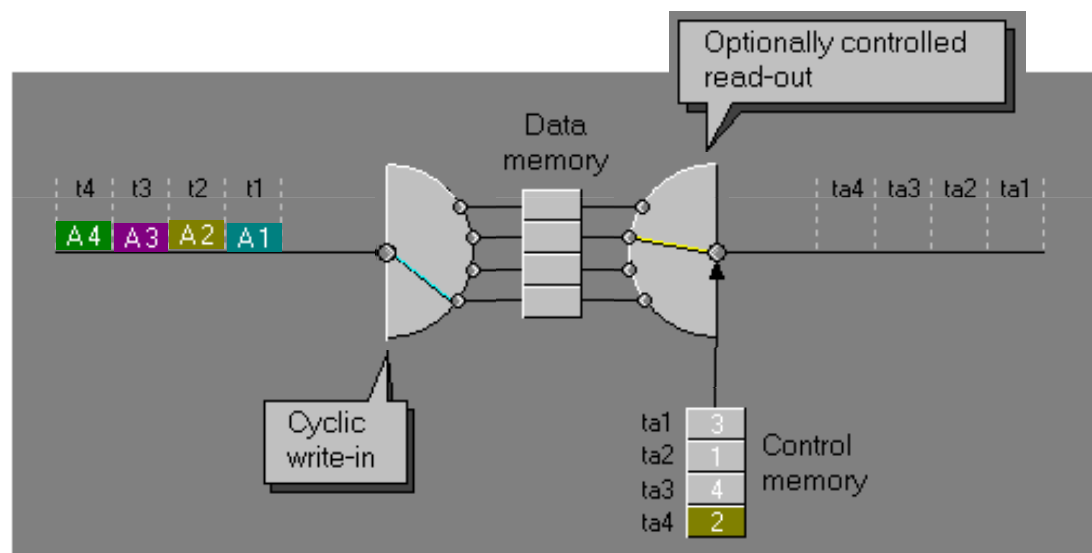 Optionally controlled
read-out
Data
memory
t4 t3 t2 t1
ta4 ta3 ta2 ta1
A4 A3 A2 A1
Cyclic
write-in
ta1 3
ta2 1
ta3 4
ta4 2
Control
memory